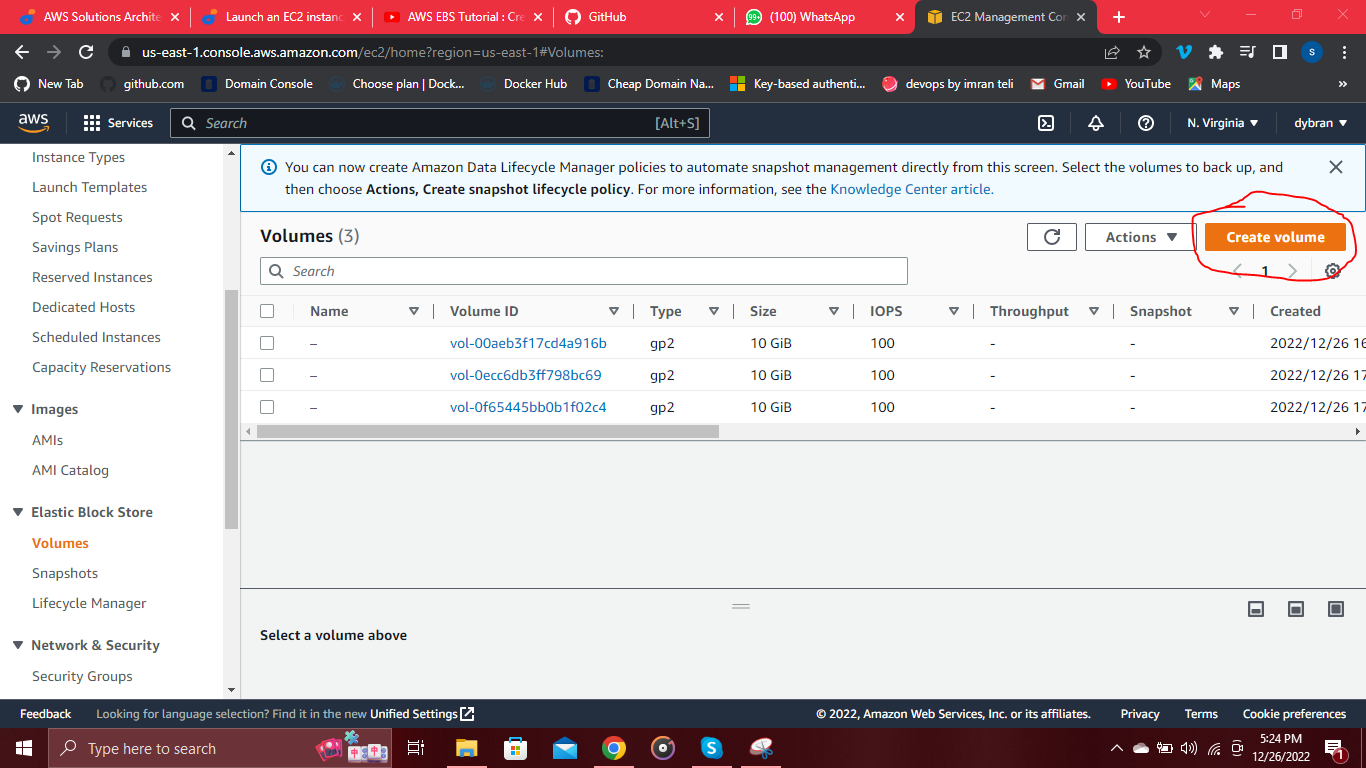 AWS Solutions Archite
Launch an EC2 instanc
AWS EBS Tutorial : Cre
GitHub
(100) WhatsApp
EC2 Management Con
99+
us-east-1.console.aws.amazon.com/ec2/home?region=us-east-1#Volumes:
S
New Tab
github.com
Domain Console
Choose plan | Dock...
Docker Hub
Cheap Domain Na...
Key-based authenti...
devops by imran teli
Gmail
YouTube
Maps
»
aws
Services
Search
[Alt+S]
N. Virginia
dybran
Instance Types
Launch Templates
Spot Requests
Savings Plans
Reserved Instances
Dedicated Hosts
Scheduled Instances
Capacity Reservations
Images
AMIs
AMI Catalog
Elastic Block Store
Volumes
Snapshots
Lifecycle Manager
Network & Security
Security Groups
You can now create Amazon Data Lifecycle Manager policies to automate snapshot management directly from this screen. Select the volumes to back up, and
then choose Actions, Create snapshot lifecycle policy. For more information, see the Knowledge Center article.
Volumes (3)
Actions
Create volume
Search
1
Name Volume ID Type Size IOPS Throughput Snapshot Created
– vol-00aeb3f17cd4a916b gp2 10 GiB 100 - - 2022/12/26 16
– vol-0ecc6db3ff798bc69 gp2 10 GiB 100 - - 2022/12/26 17
– vol-0f65445bb0b1f02c4 gp2 10 GiB 100 - - 2022/12/26 17
Select a volume above
Feedback
Looking for language selection? Find it in the new Unified Settings
© 2022, Amazon Web Services, Inc. or its affiliates.
Privacy
Terms
Cookie preferences
Type here to search
5:24 PM
12/26/2022
1